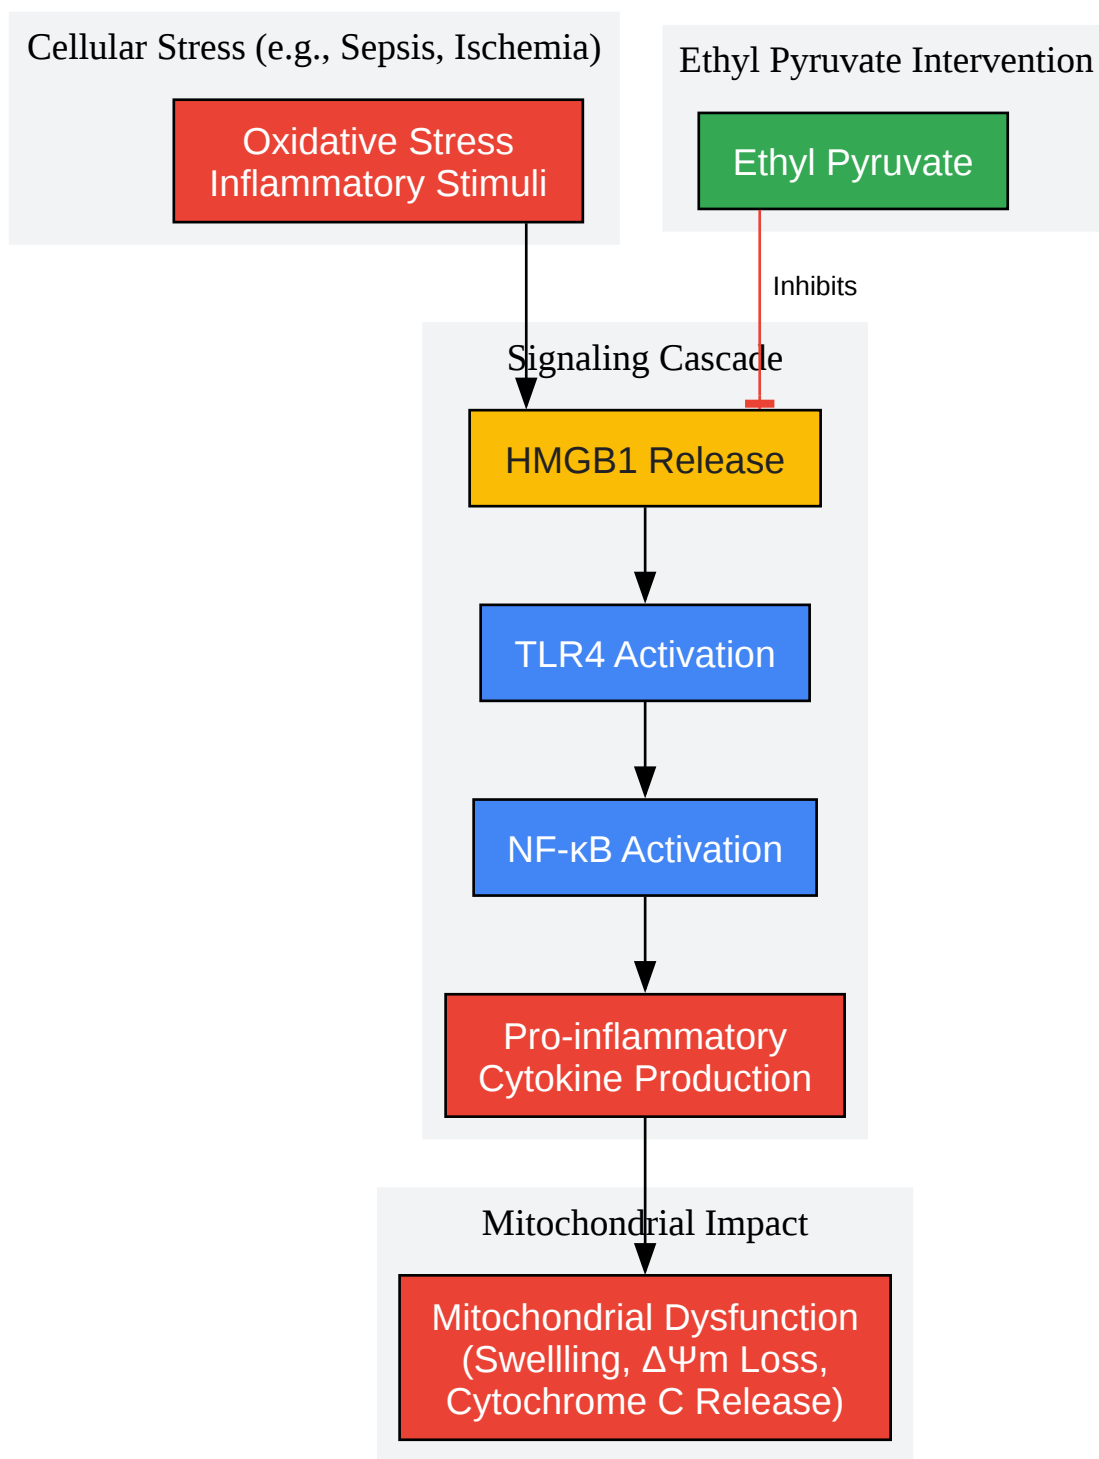 Cellular Stress (e.g., Sepsis, Ischemia)
Ethyl Pyruvate Intervention
Oxidative Stress
Inflammatory Stimuli
Ethyl Pyruvate
Inhibits
Signaling Cascade
HMGB1 Release
TLR4 Activation
NF-κB Activation
Pro-inflammatory
Cytokine Production
Mitochondrial Impact
Mitochondrial Dysfunction
(Swellling, ΔΨm Loss,
Cytochrome C Release)